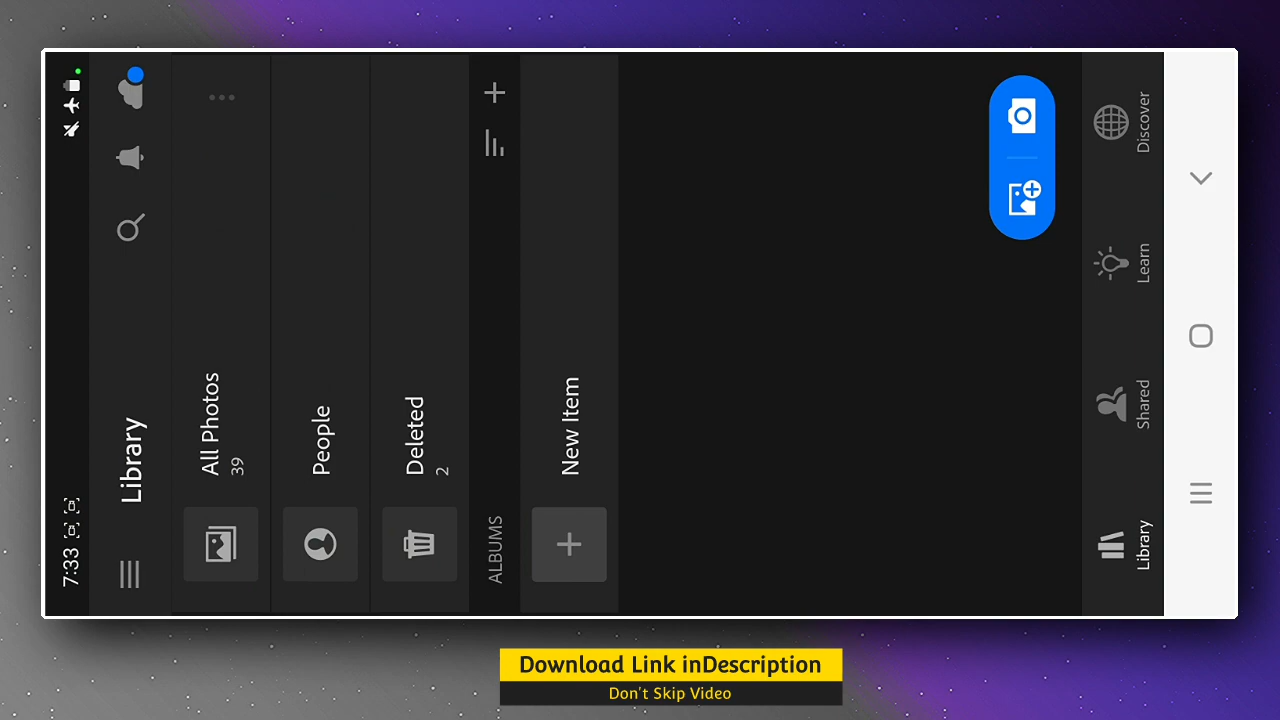 7:33
Library
All Photos
39
People
Deleted
2
ALBUMS
New Item
Library
Shared
Learn
Discover
Download Link inDescription
Don't Skip Video